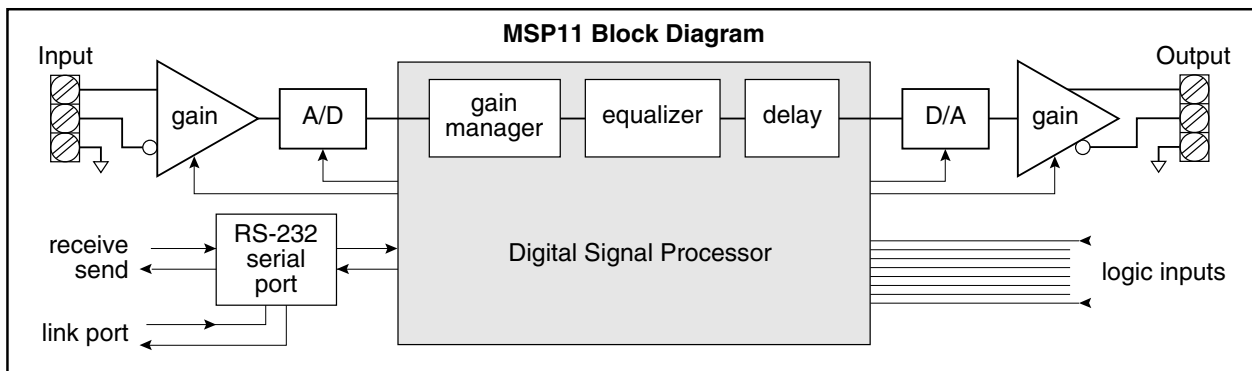 MSP11 Block Diagram
Input
Output
gain
A/D
gain
manager
equalizer
delay
D/A
gain
receive
send
RS-232
serial
port
Digital Signal Processor
logic inputs
link port